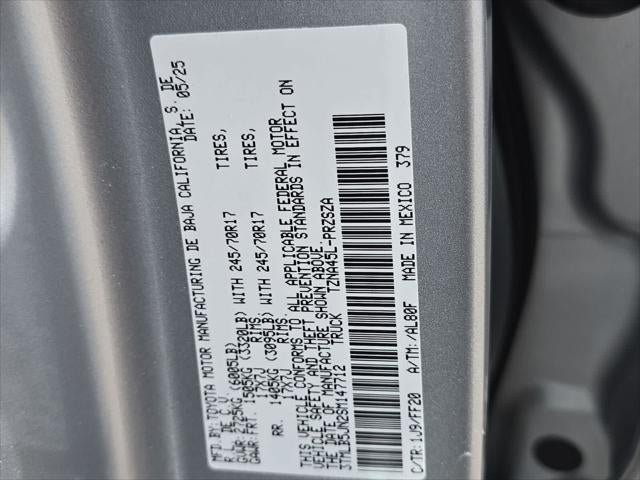 MFD. BY: TOYOTA MOTOR MANUFACTURING DE BAJA CALIFORNIA, S. DE
R.L. DE C.V. DATE: 05/25
GVWR: 2725KG (6005LB)
GAWR: FRT. 1505KG (3320LB) WITH 245/70R17 TIRES,
17X7J RIMS
RR. 1405KG (3095LB) WITH 245/70R17 TIRES,
17X7J RIMS
THIS VEHICLE CONFORMS TO ALL APPLICABLE FEDERAL MOTOR
VEHICLE SAFETY AND THEFT PREVENTION STANDARDS IN EFFECT ON
THE DATE OF MANUFACTURE SHOWN ABOVE.
3TMLB5JN2SM147712 TRUCK TZNA45L-PRZSZA
C/TR: 1J9/FF20 A/TM: /AL80F MADE IN MEXICO 379